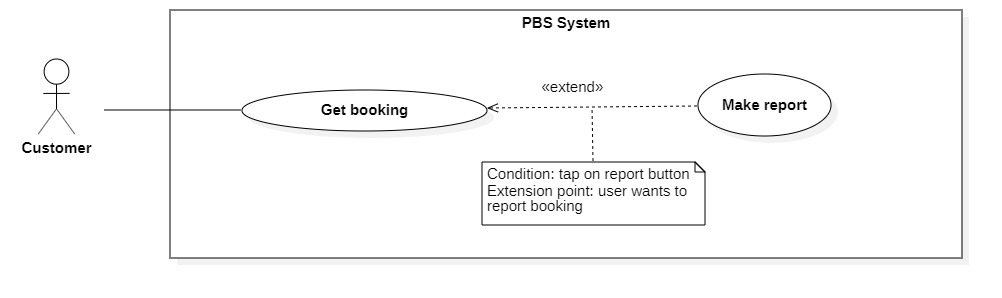 PBS System
«extend»
Get booking
Make report
Customer
Condition: tap on report button
Extension point: user wants to
report booking